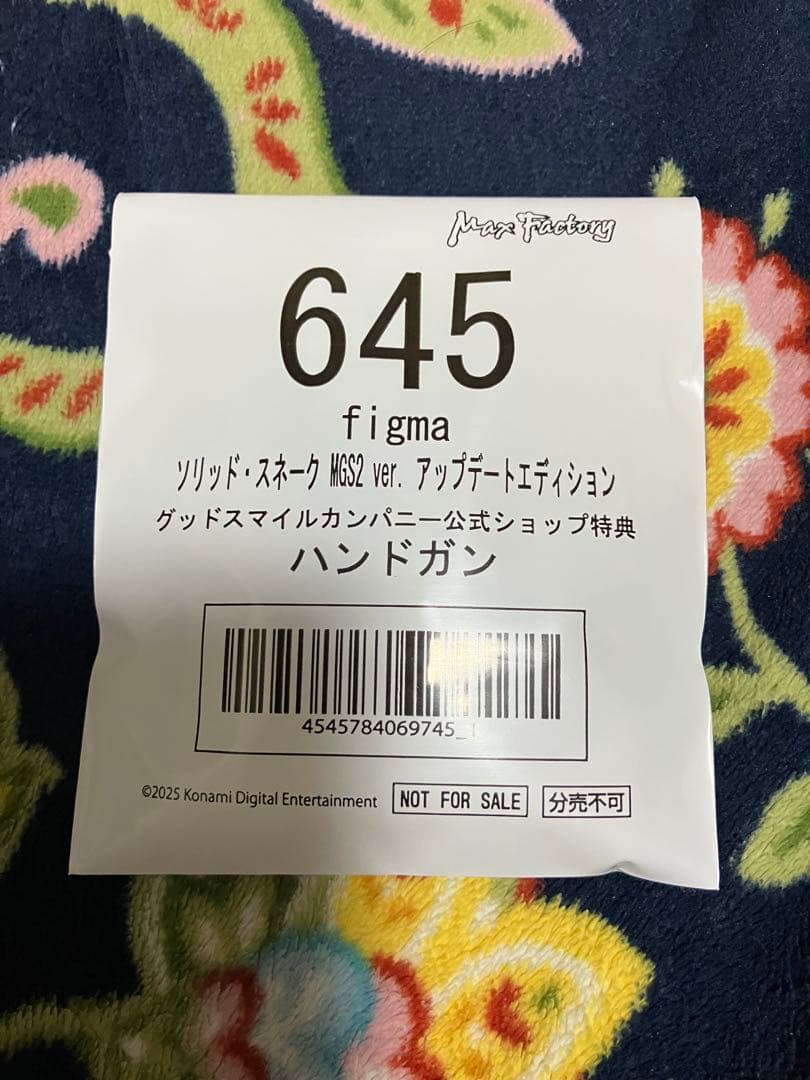 Max Factory
645
figma
ソリッド・スネーク MGS2 ver. アップデートエディション
グッドスマイルカンパニー公式ショップ特典
ハンドガン
4545784069745_1
©2025 Konami Digital Entertainment NOT FOR SALE 分売不可